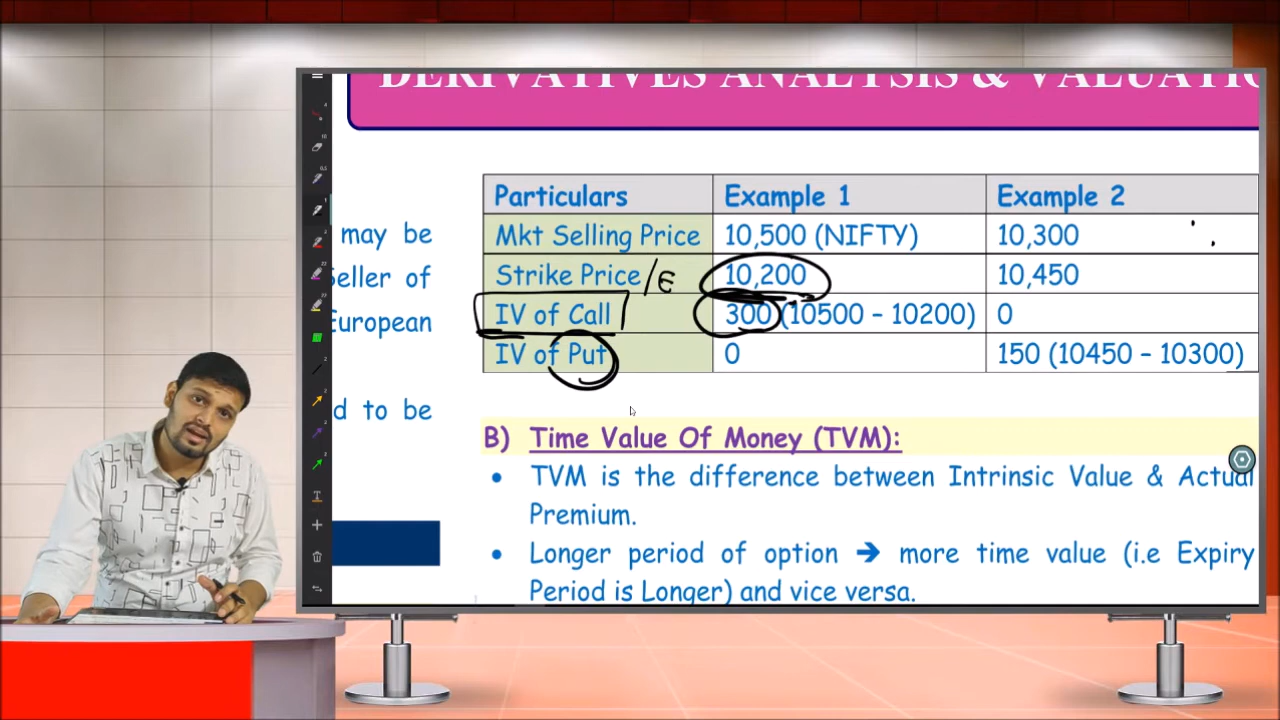 DERIVATIVES ANALYSIS & VALUATIO
may be
Seller of
European
d to be
Particulars Example 1 Example 2
Mkt Selling Price 10,500 (NIFTY) 10,300
Strike Price /E 10,200 10,450
IV of Call 300 (10500 – 10200) 0
IV of Put 0 150 (10450 – 10300)
B) Time Value Of Money (TVM):
• TVM is the difference between Intrinsic Value & Actual
Premium.
• Longer period of option ➔ more time value (i.e Expiry
Period is Longer) and vice versa.